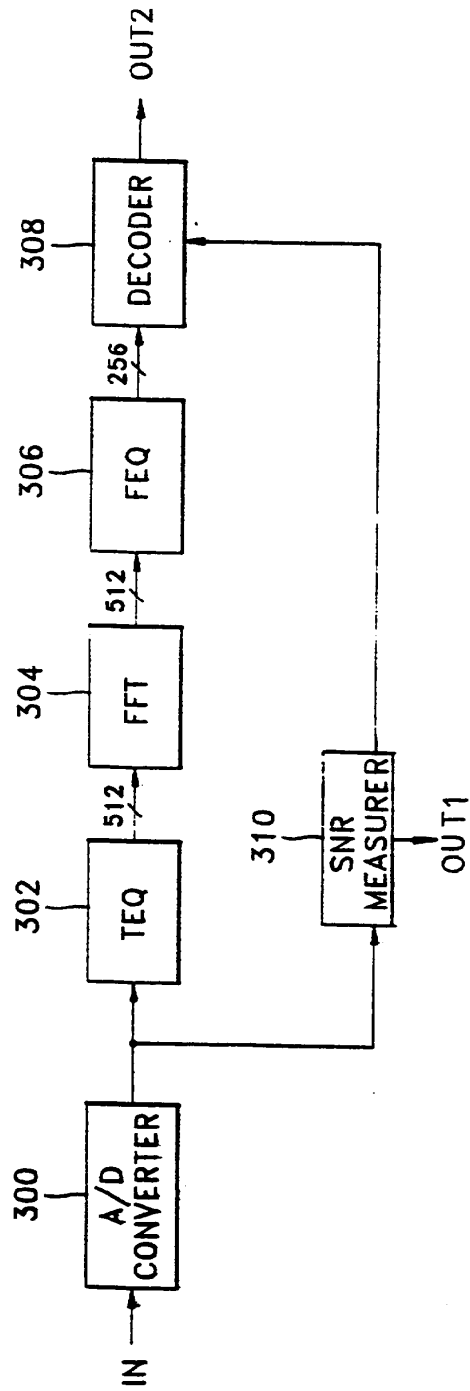 IN
300
A/D
CONVERTER
302
TEQ
512
304
FFT
512
306
FEQ
256
308
DECODER
OUT2
310
SNR
MEASURER
OUT1